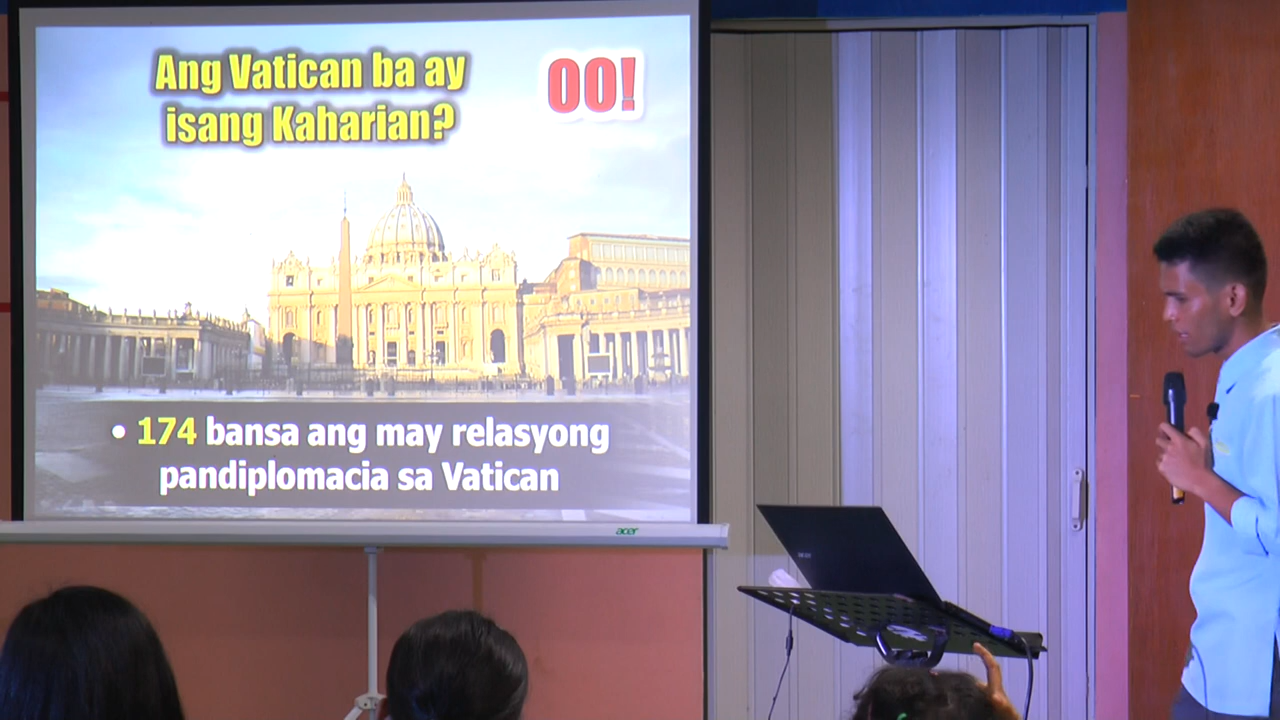 Ang Vatican ba ay
isang Kaharian?
OO!
• 174 bansa ang may relasyong
pandiplomacia sa Vatican
acer